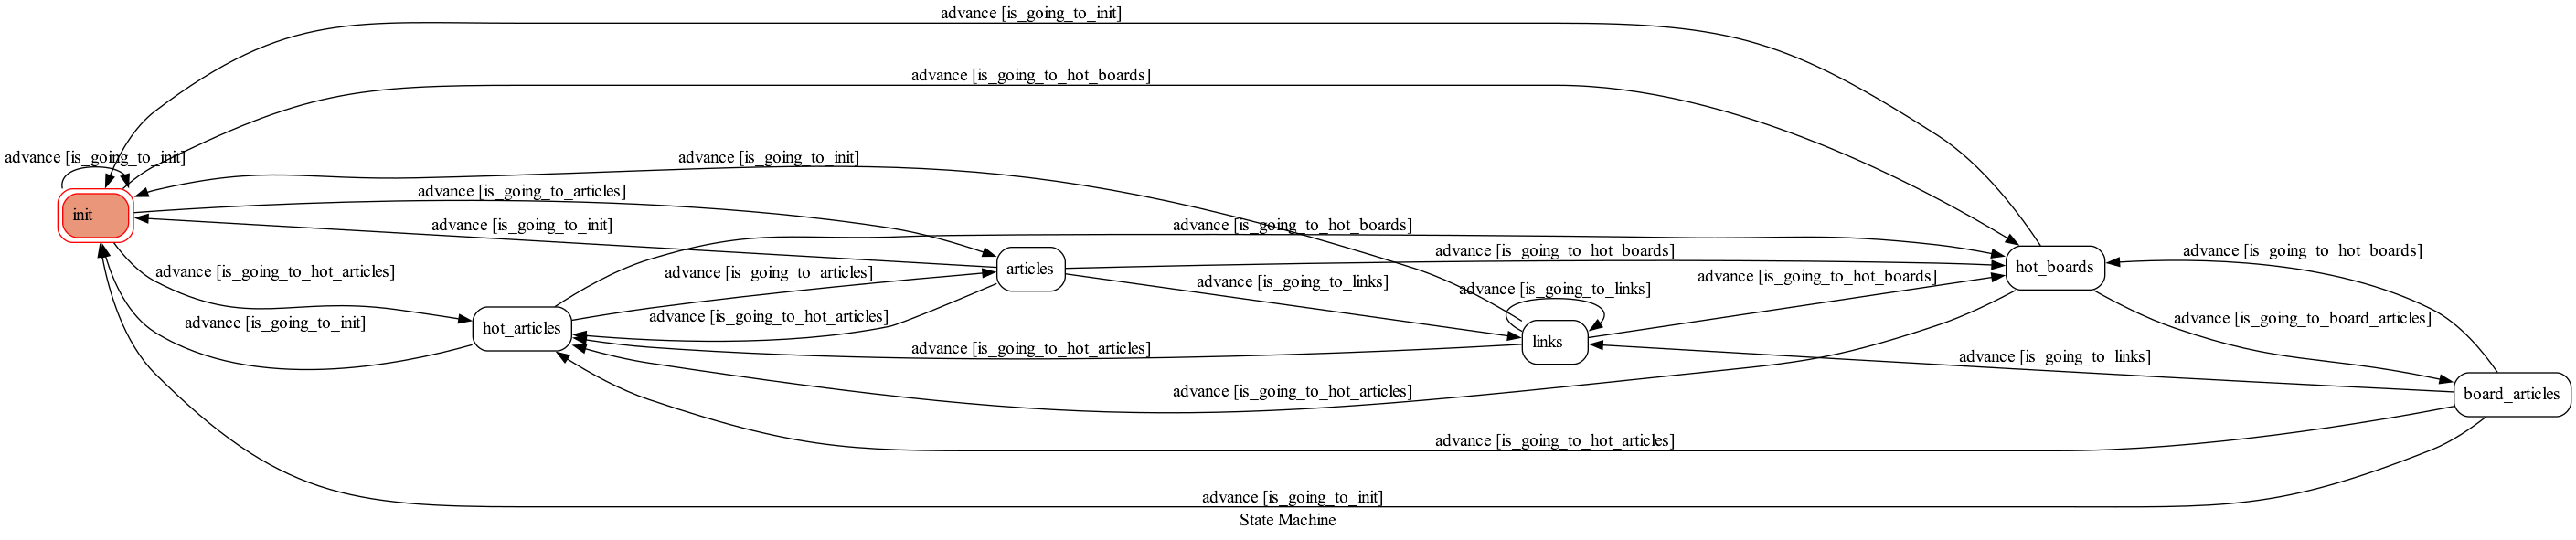 advance [is_going_to_init]
advance [is_going_to_hot_boards]
advance [is_going_to_init]
advance [is_going_to_init]
advance [is_going_to_articles]
init
advance [is_going_to_init]
advance [is_going_to_hot_boards]
advance [is_going_to_hot_boards]
advance [is_going_to_hot_boards]
articles
hot_boards
advance [is_going_to_hot_articles]
advance [is_going_to_articles]
advance [is_going_to_hot_boards]
advance [is_going_to_links]
advance [is_going_to_links]
advance [is_going_to_hot_articles]
advance [is_going_to_board_articles]
advance [is_going_to_init]
hot_articles
links
advance [is_going_to_hot_articles]
advance [is_going_to_links]
advance [is_going_to_hot_articles]
board_articles
advance [is_going_to_hot_articles]
advance [is_going_to_init]
State Machine